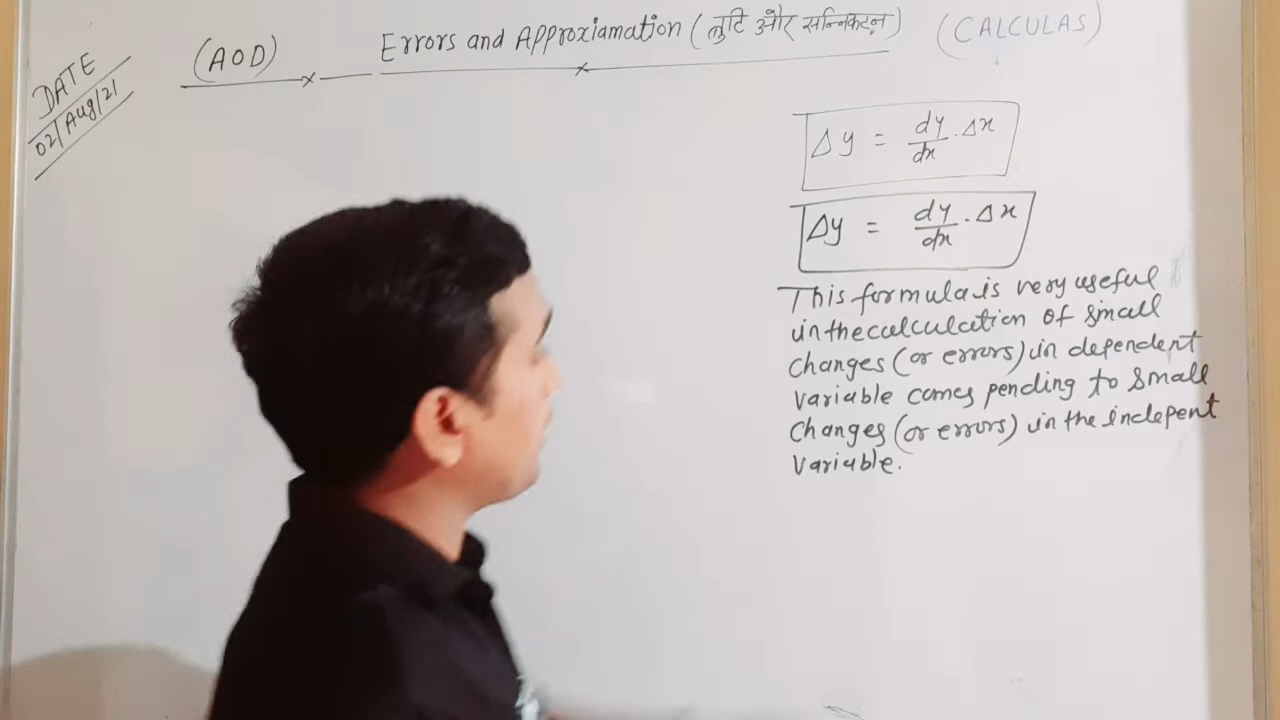 DATE
02/Aug/21
(AOD) Errors and Approxiamation (त्रुटि और सन्निकटन) (CALCULAS)
Δy = dy/dx . Δx
Δy = dy/dx . Δx
This formula is very useful
in the calculation of small
changes (or errors) in dependent
variable comes pending to small
changes (or errors) in the indepent
variable.